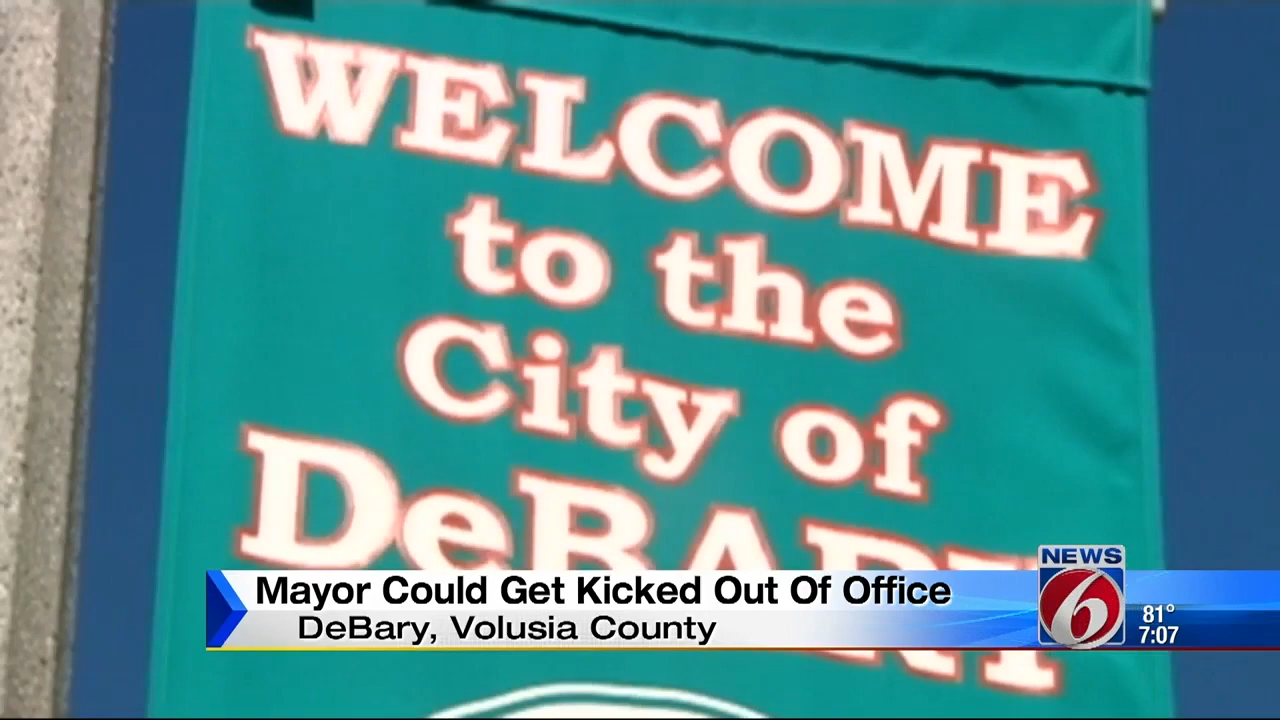 WELCOME
to the
City of
DeBARY
Mayor Could Get Kicked Out Of Office
DeBary, Volusia County
NEWS
6
81°
7:07